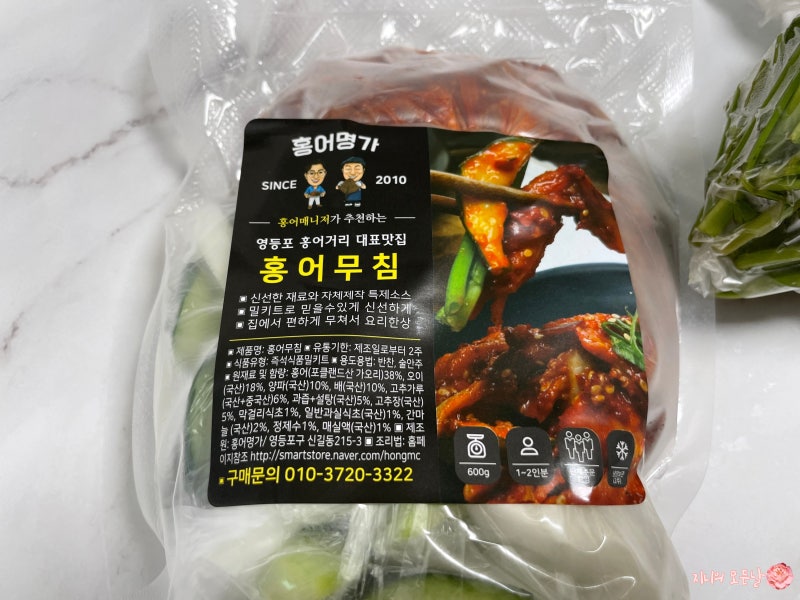 홍어명가
SINCE 2010
홍어매니저가 추천하는
영등포 홍어거리 대표맛집
홍어무침
▣ 신선한 재료와 자체제작 특제소스
▣ 밀키트로 믿을수있게 신선하게
▣ 집에서 편하게 무쳐서 요리한상
▣ 제품명: 홍어무침 ▣ 유통기한: 제조일로부터 2주
▣ 식품유형: 즉석식품밀키트 ▣ 용도용법: 반찬, 술안주
▣ 원재료 및 함량: 홍어(포클랜드산 가오리)38%, 오이
(국산)18%, 양파(국산)10%, 배(국산)10%, 고추가루
(국산+중국산)6%, 과즙+설탕(국산)5%, 고추장(국산)
5%, 막걸리식초1%, 일반과실식초(국산)1%, 간마
늘(국산)2%, 정제수1%, 매실액(국산)1% ▣ 제조
원: 홍어명가/ 영등포구 신길동215-3 ▣ 조리법: 홈페
이지참조 http://smartstore.naver.com/hongmc
▣ 구매문의 010-3720-3322
600g
1~2인분
지니의 모든날